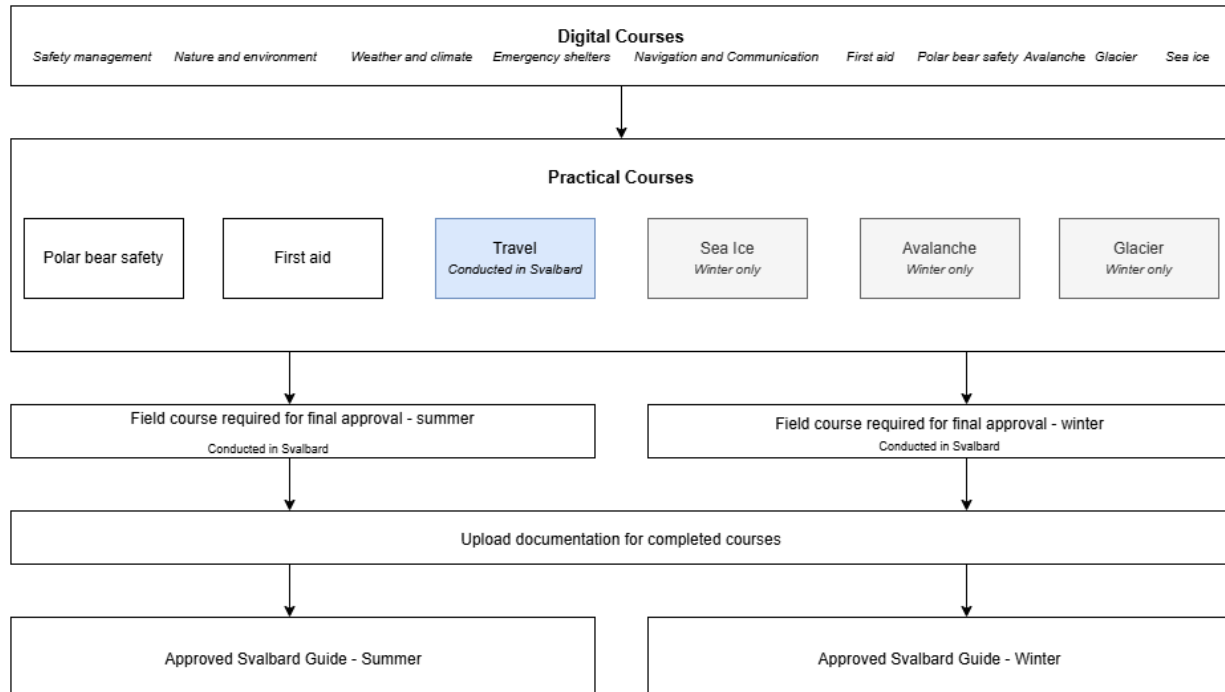 Digital Courses
Safety management Nature and environment Weather and climate Emergency shelters Navigation and Communication First aid Polar bear safety Avalanche Glacier Sea ice
Practical Courses
Polar bear safety
First aid
Travel
Conducted in Svalbard
Sea Ice
Winter only
Avalanche
Winter only
Glacier
Winter only
Field course required for final approval - summer
Conducted in Svalbard
Field course required for final approval - winter
Conducted in Svalbard
Upload documentation for completed courses
Approved Svalbard Guide - Summer
Approved Svalbard Guide - Winter